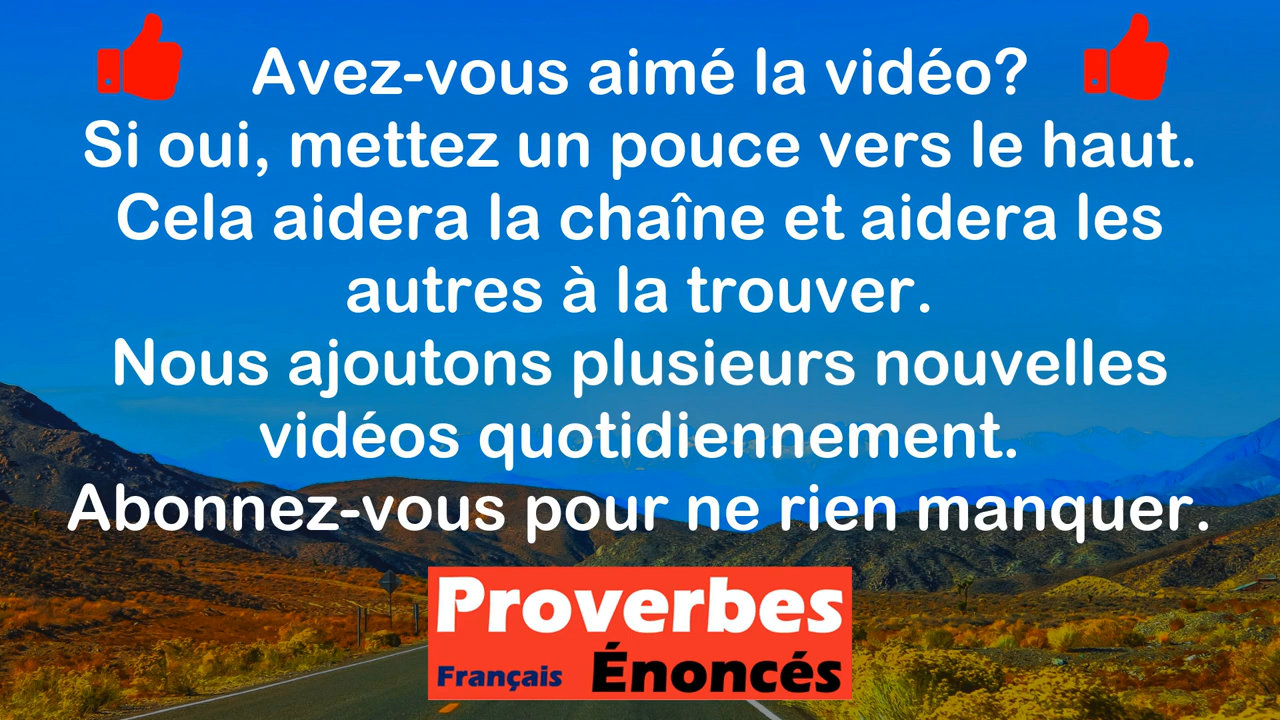 Avez-vous aimé la vidéo?
Si oui, mettez un pouce vers le haut.
Cela aidera la chaîne et aidera les
autres à la trouver.
Nous ajoutons plusieurs nouvelles
vidéos quotidiennement.
Abonnez-vous pour ne rien manquer.
Proverbes
Français Énoncés